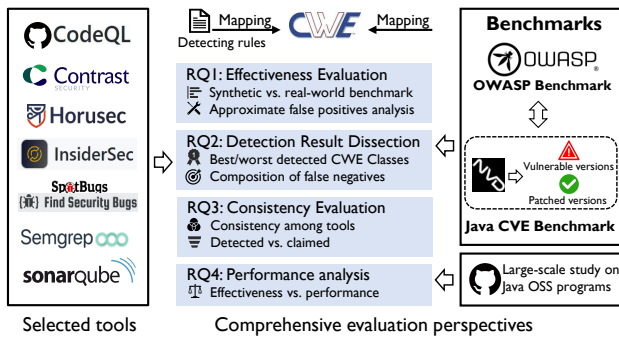 CodeQL
Contrast
SECURITY
Horusec
InsiderSec
SpotBugs
Find Security Bugs
Semgrep
sonarqube
Selected tools
Mapping
Detecting rules
CWE
Mapping
RQ1: Effectiveness Evaluation
Synthetic vs. real-world benchmark
Approximate false positives analysis
RQ2: Detection Result Dissection
Best/worst detected CWE Classes
Composition of false negatives
RQ3: Consistency Evaluation
Consistency among tools
Detected vs. claimed
RQ4: Performance analysis
Effectiveness vs. performance
Comprehensive evaluation perspectives
Benchmarks
OWASP
OWASP Benchmark
Vulnerable versions
Patched versions
Java CVE Benchmark
Large-scale study on
Java OSS programs